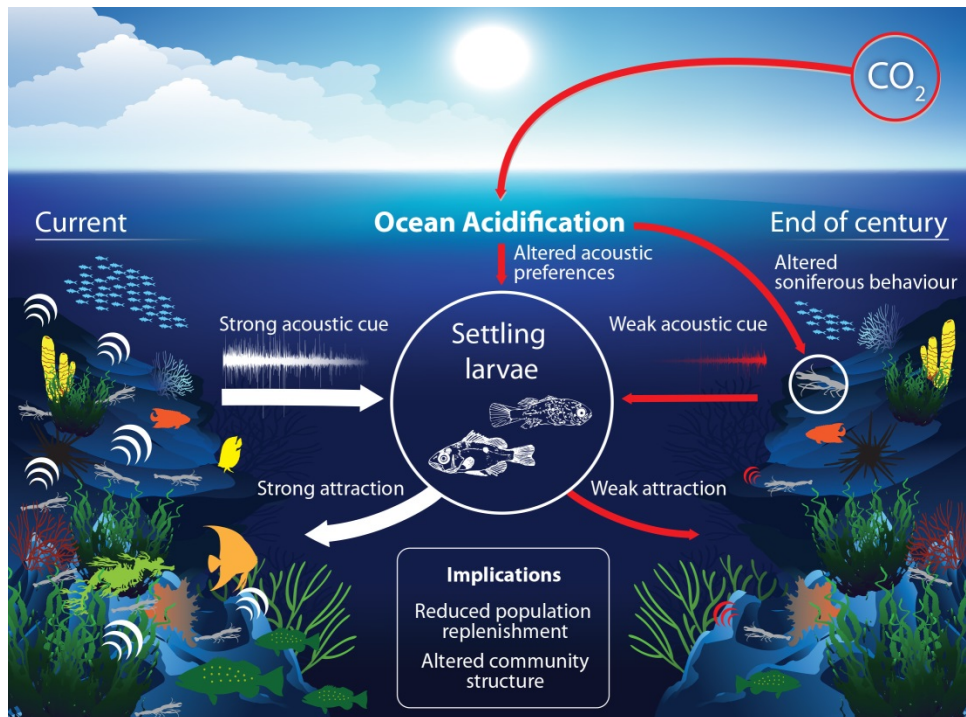 CO2
Current
Ocean Acidification
End of century
Altered acoustic
preferences
Altered
soniferous behaviour
Strong acoustic cue
Settling
larvae
Weak acoustic cue
Strong attraction
Weak attraction
Implications
Reduced population
replenishment
Altered community
structure